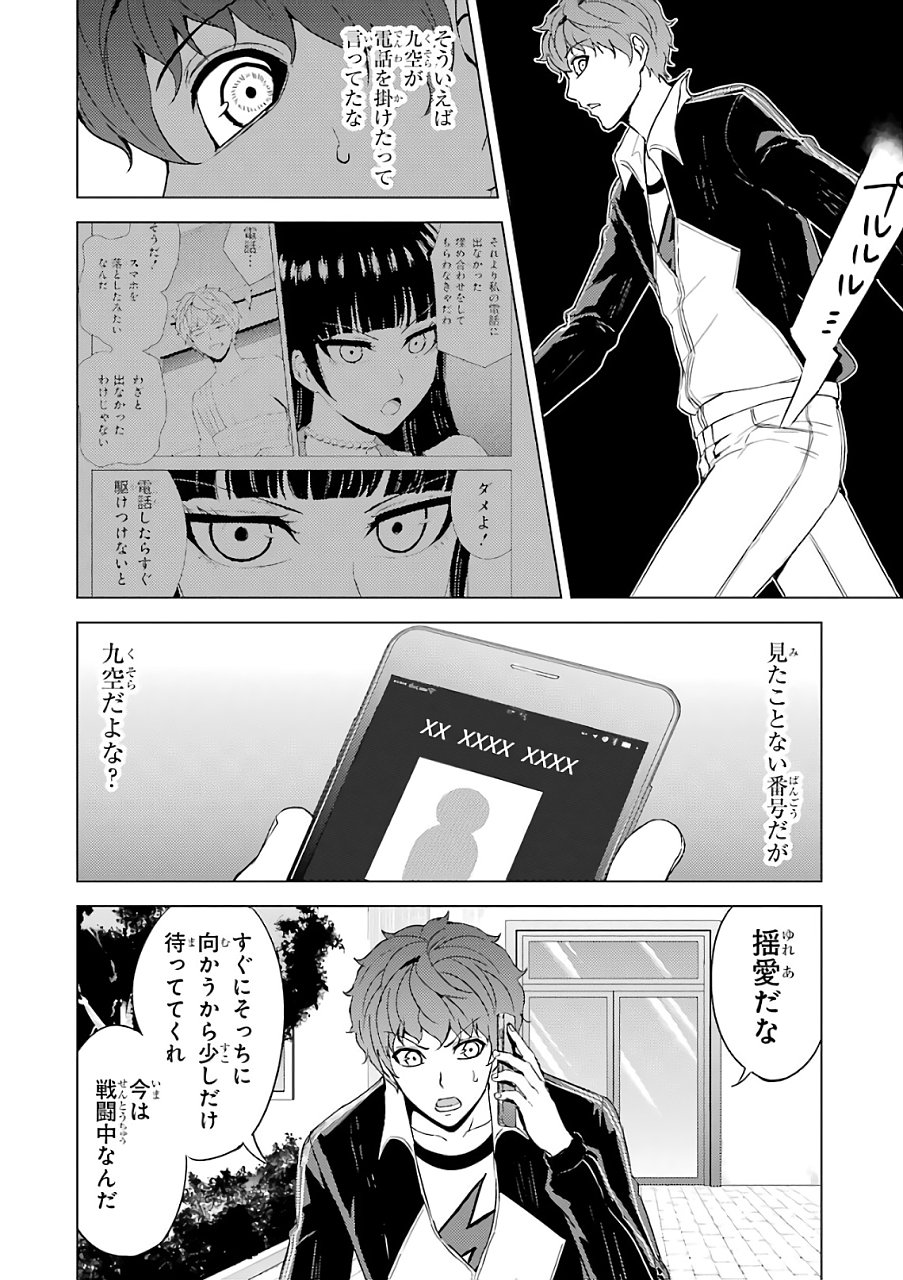 プルルル…
そういえば
九空が
電話を掛けたって
言ってたな
それより私の電話に
出なかった
埋め合わせをして
もらわなきゃだわ
電話…
そうだ!
スマホを
落としたみたい
なんだ
わざと
出なかった
わけじゃない
ダメよ!
電話したらすぐ
駆けつけないと
見たことない番号だが
XX XXXX XXXX
九空だよな?
揺愛だな
すぐにそっちに
向かうから少しだけ
待っててくれ
今は
戦闘中なんだ